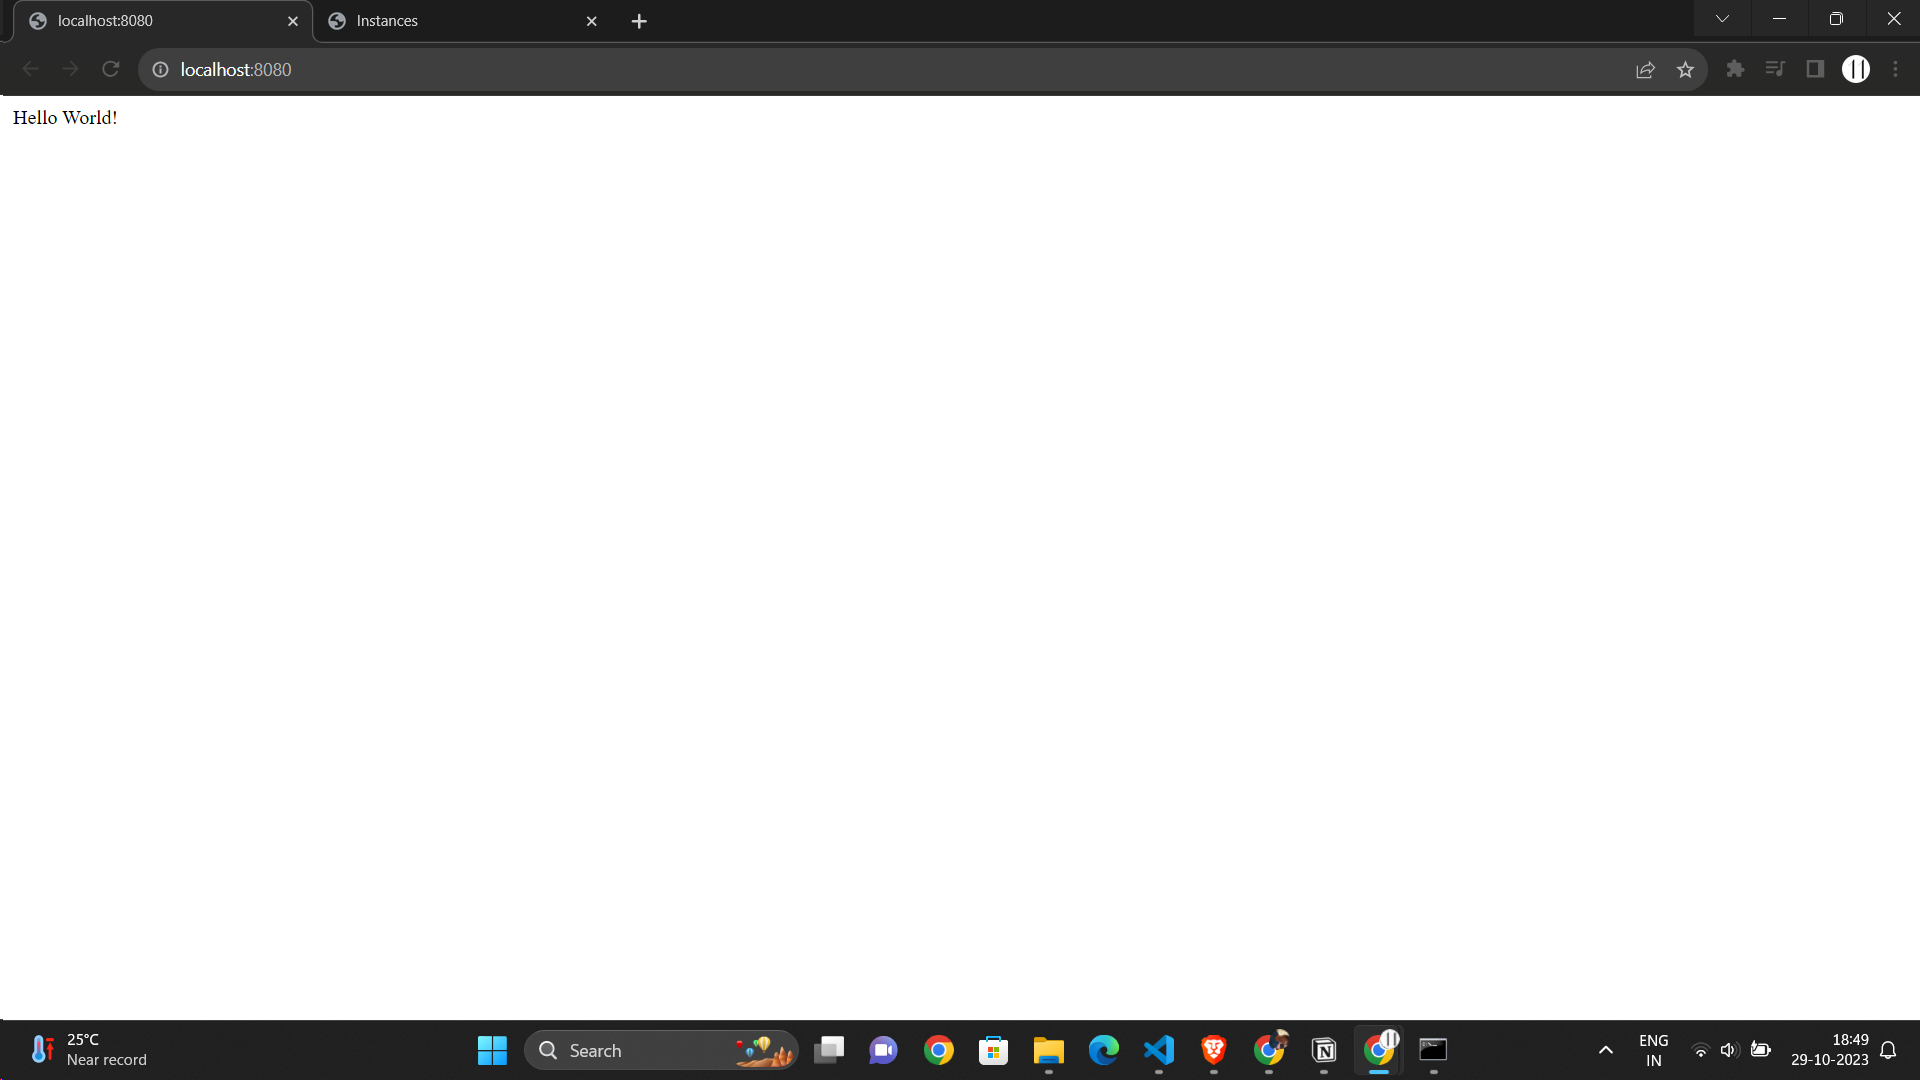 localhost:8080
Instances
localhost:8080
Hello World!
25°C
Near record
Search
ENG
IN
18:49
29-10-2023